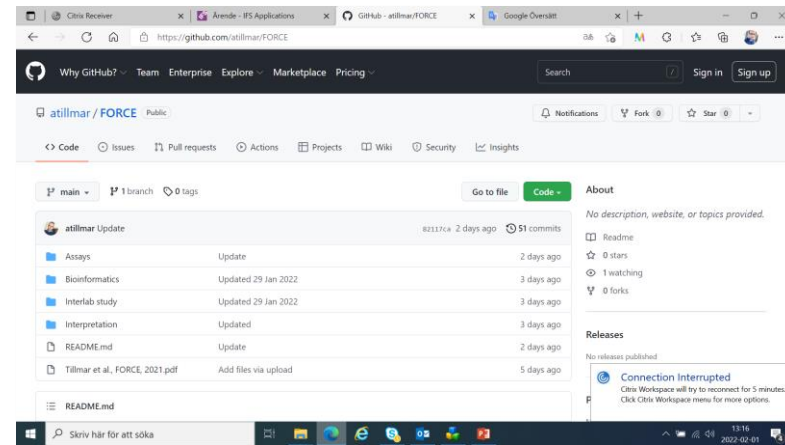 Citrix Receiver
Ärende - IFS Applications
GitHub - atillmar/FORCE
Google Översätt
https://github.com/atillmar/FORCE
Why GitHub? Team Enterprise Explore Marketplace Pricing
Search
Sign in
Sign up
atillmar / FORCE Public
Notifications
Fork 0
Star 0
Code Issues Pull requests Actions Projects Wiki Security Insights
main 1 branch 0 tags
Go to file Code
atillmar Update 82117ca 2 days ago 51 commits
Assays Update 2 days ago
Bioinformatics Updated 29 Jan 2022 3 days ago
Interlab study Updated 29 Jan 2022 3 days ago
Interpretation Updated 3 days ago
README.md Update 2 days ago
Tillmar et al., FORCE, 2021.pdf Add files via upload 5 days ago
README.md
About
No description, website, or topics provided.
Readme
0 stars
1 watching
0 forks
Releases
No releases published
P
Connection Interrupted
Citrix Workspace will try to reconnect for 5 minutes.
Click Citrix Workspace menu for more options.
Skriv här för att söka
13:16
2022-02-01